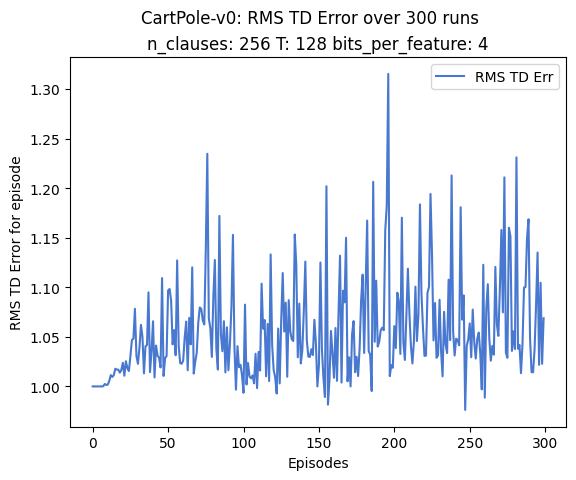 CartPole-v0: RMS TD Error over 300 runs
n_clauses: 256 T: 128 bits_per_feature: 4
RMS TD Err
RMS TD Error for episode
1.30
1.25
1.20
1.15
1.10
1.05
1.00
0 50 100 150 200 250 300
Episodes